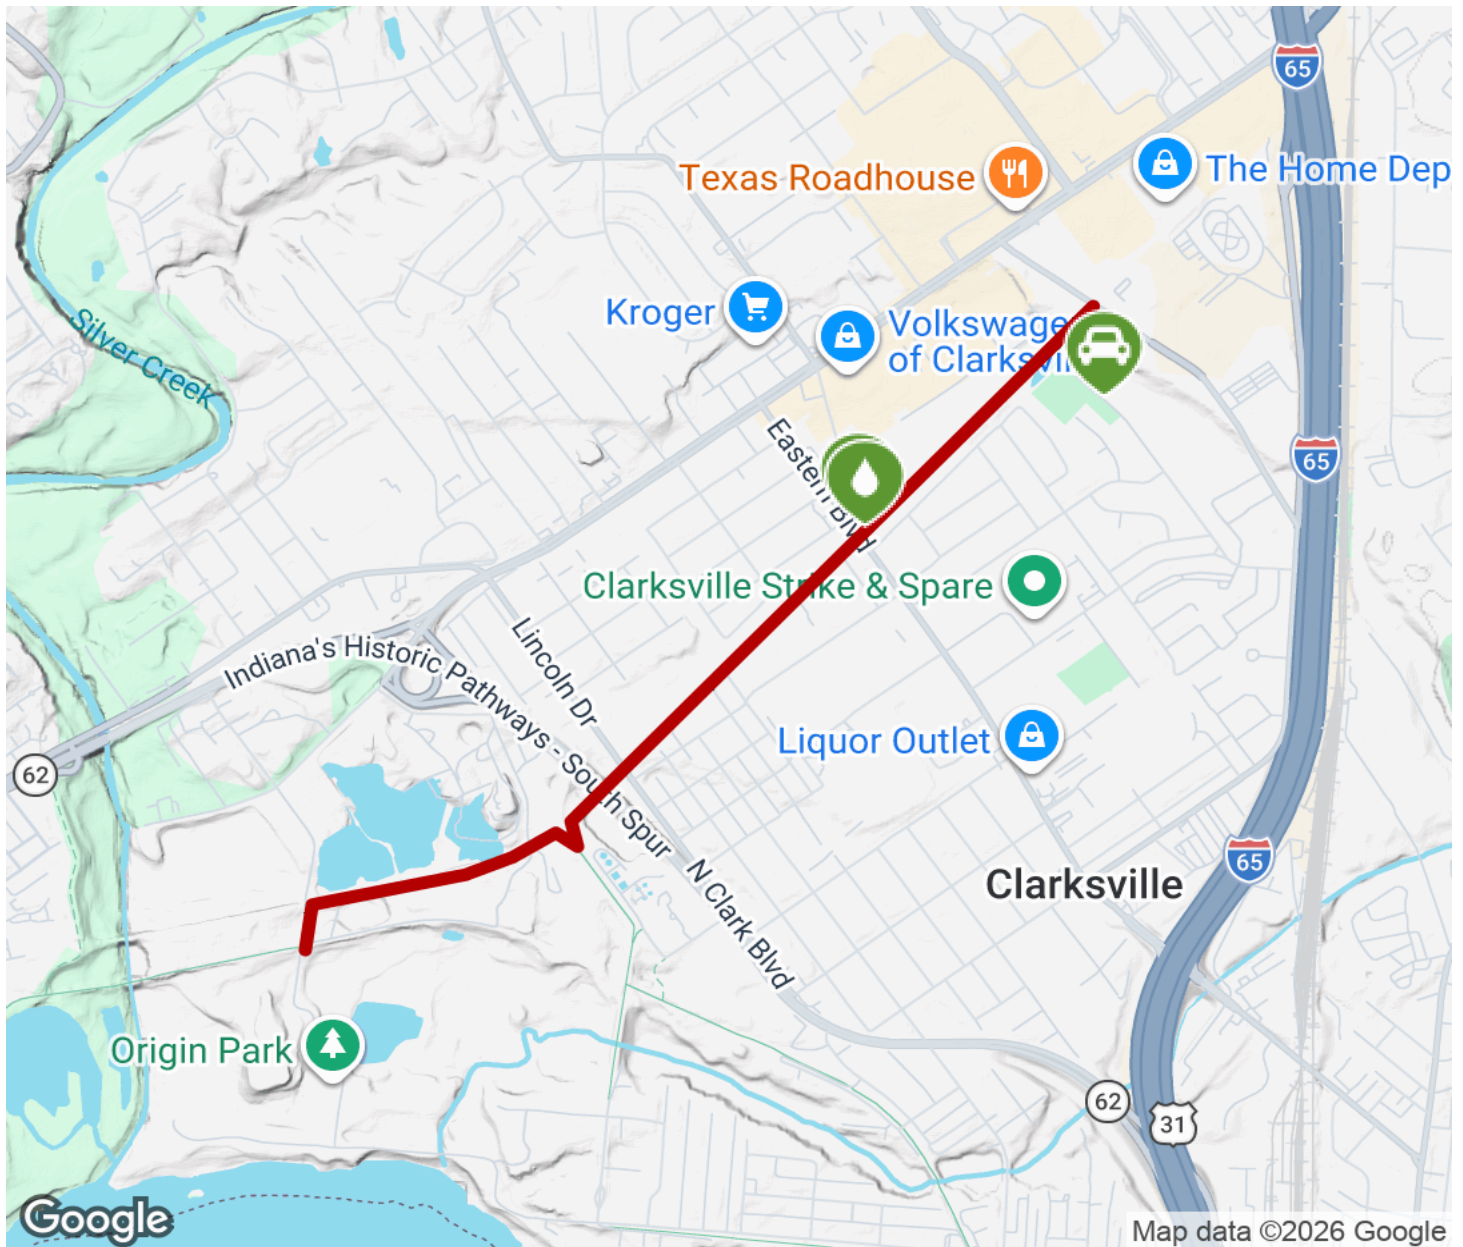 65
Texas Roadhouse
The Home Dep
Kroger
Volkswage
of Clarksvi
Silver Creek
Eastern Blvd
65
Clarksville Strike & Spare
Indiana's Historic Pathways - South Spur
Lincoln Dr
Liquor Outlet
62
N Clark Blvd
Clarksville
65
Origin Park
62
31
Google
Map data ©2026 Google